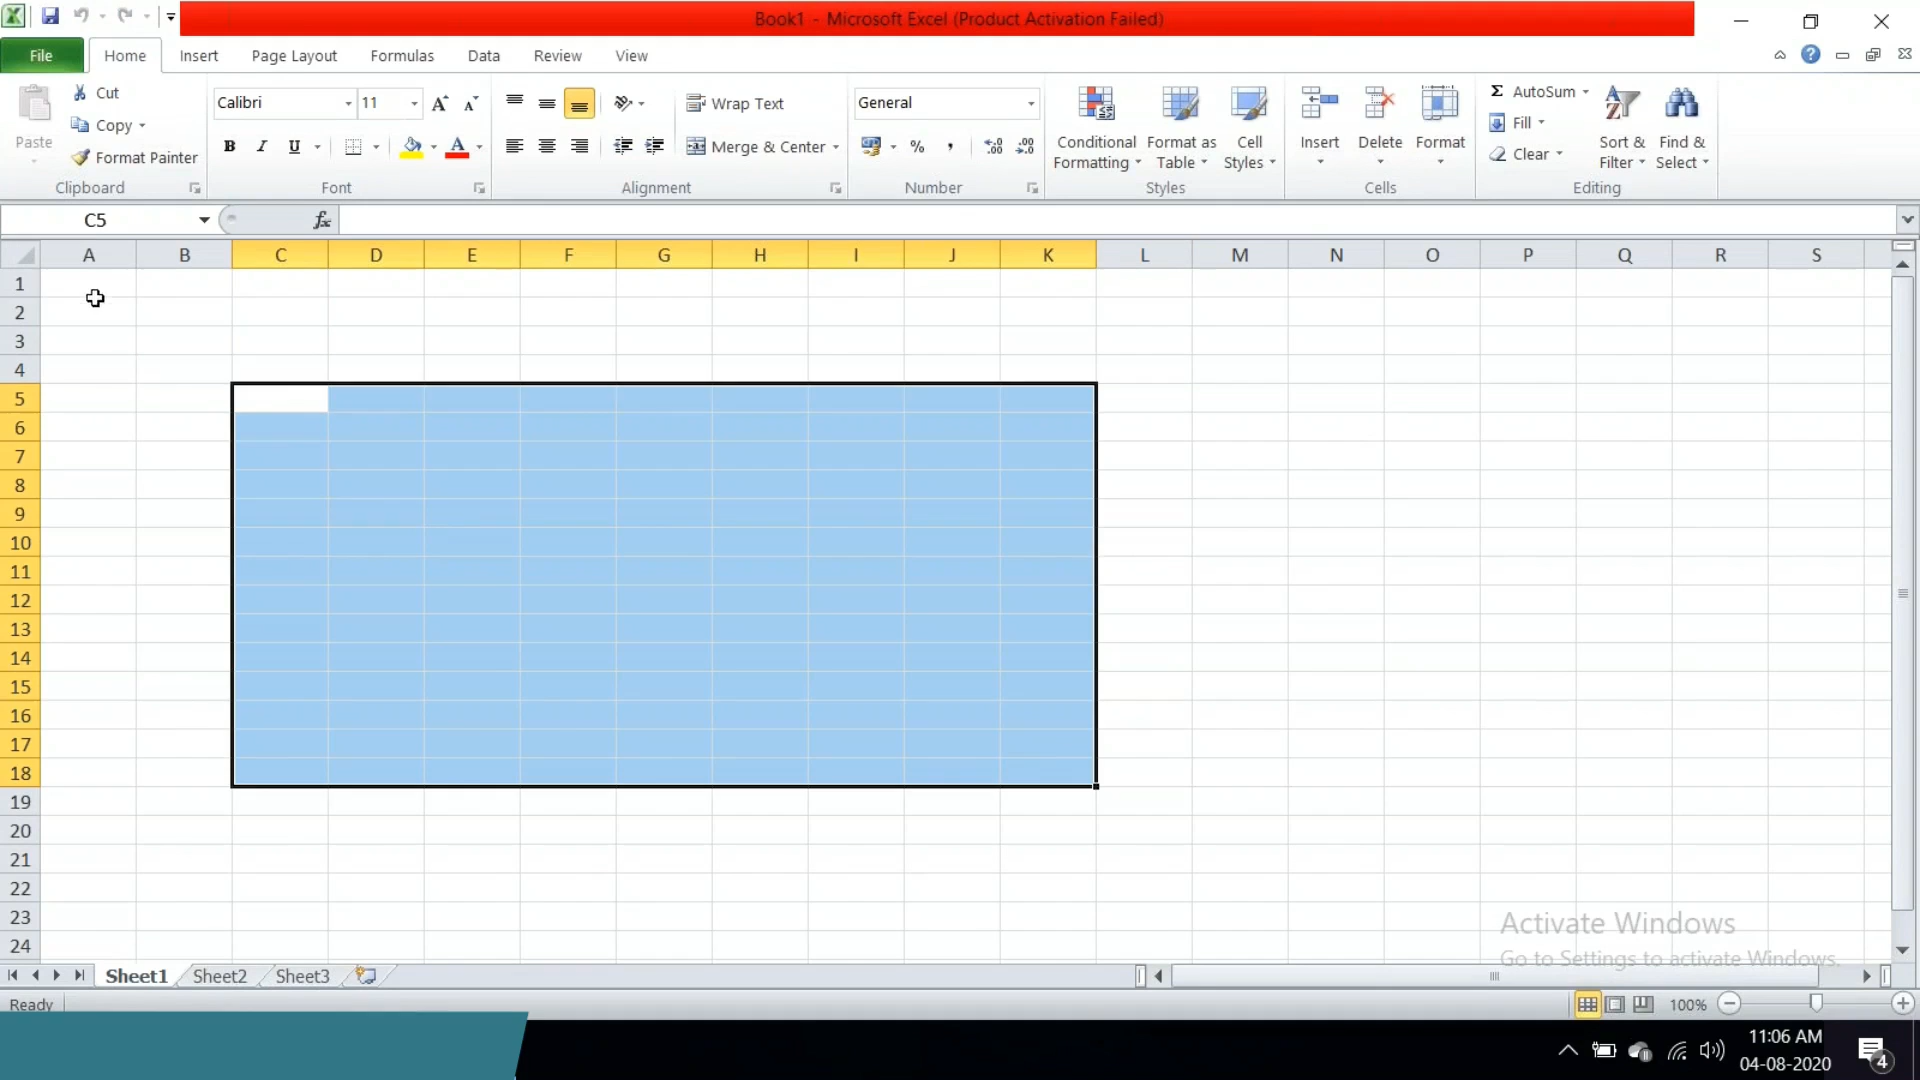 Book1 - Microsoft Excel (Product Activation Failed)
File Home Insert Page Layout Formulas Data Review View
Paste
Cut
Copy
Format Painter
Clipboard
Calibri 11
B I U
Font
Wrap Text
Merge & Center
Alignment
General
% ,
Number
Conditional Formatting
Format as Table
Cell Styles
Styles
Insert Delete Format
Cells
Σ AutoSum
Fill
Clear
Sort & Filter
Find & Select
Editing
C5 fx
A B C D E F G H I J K L M N O P Q R S
1
2
3
4
5
6
7
8
9
10
11
12
13
14
15
16
17
18
19
20
21
22
23
24
Activate Windows
Go to Settings to activate Windows.
Sheet1 Sheet2 Sheet3
Ready 100%
11:06 AM
04-08-2020
4